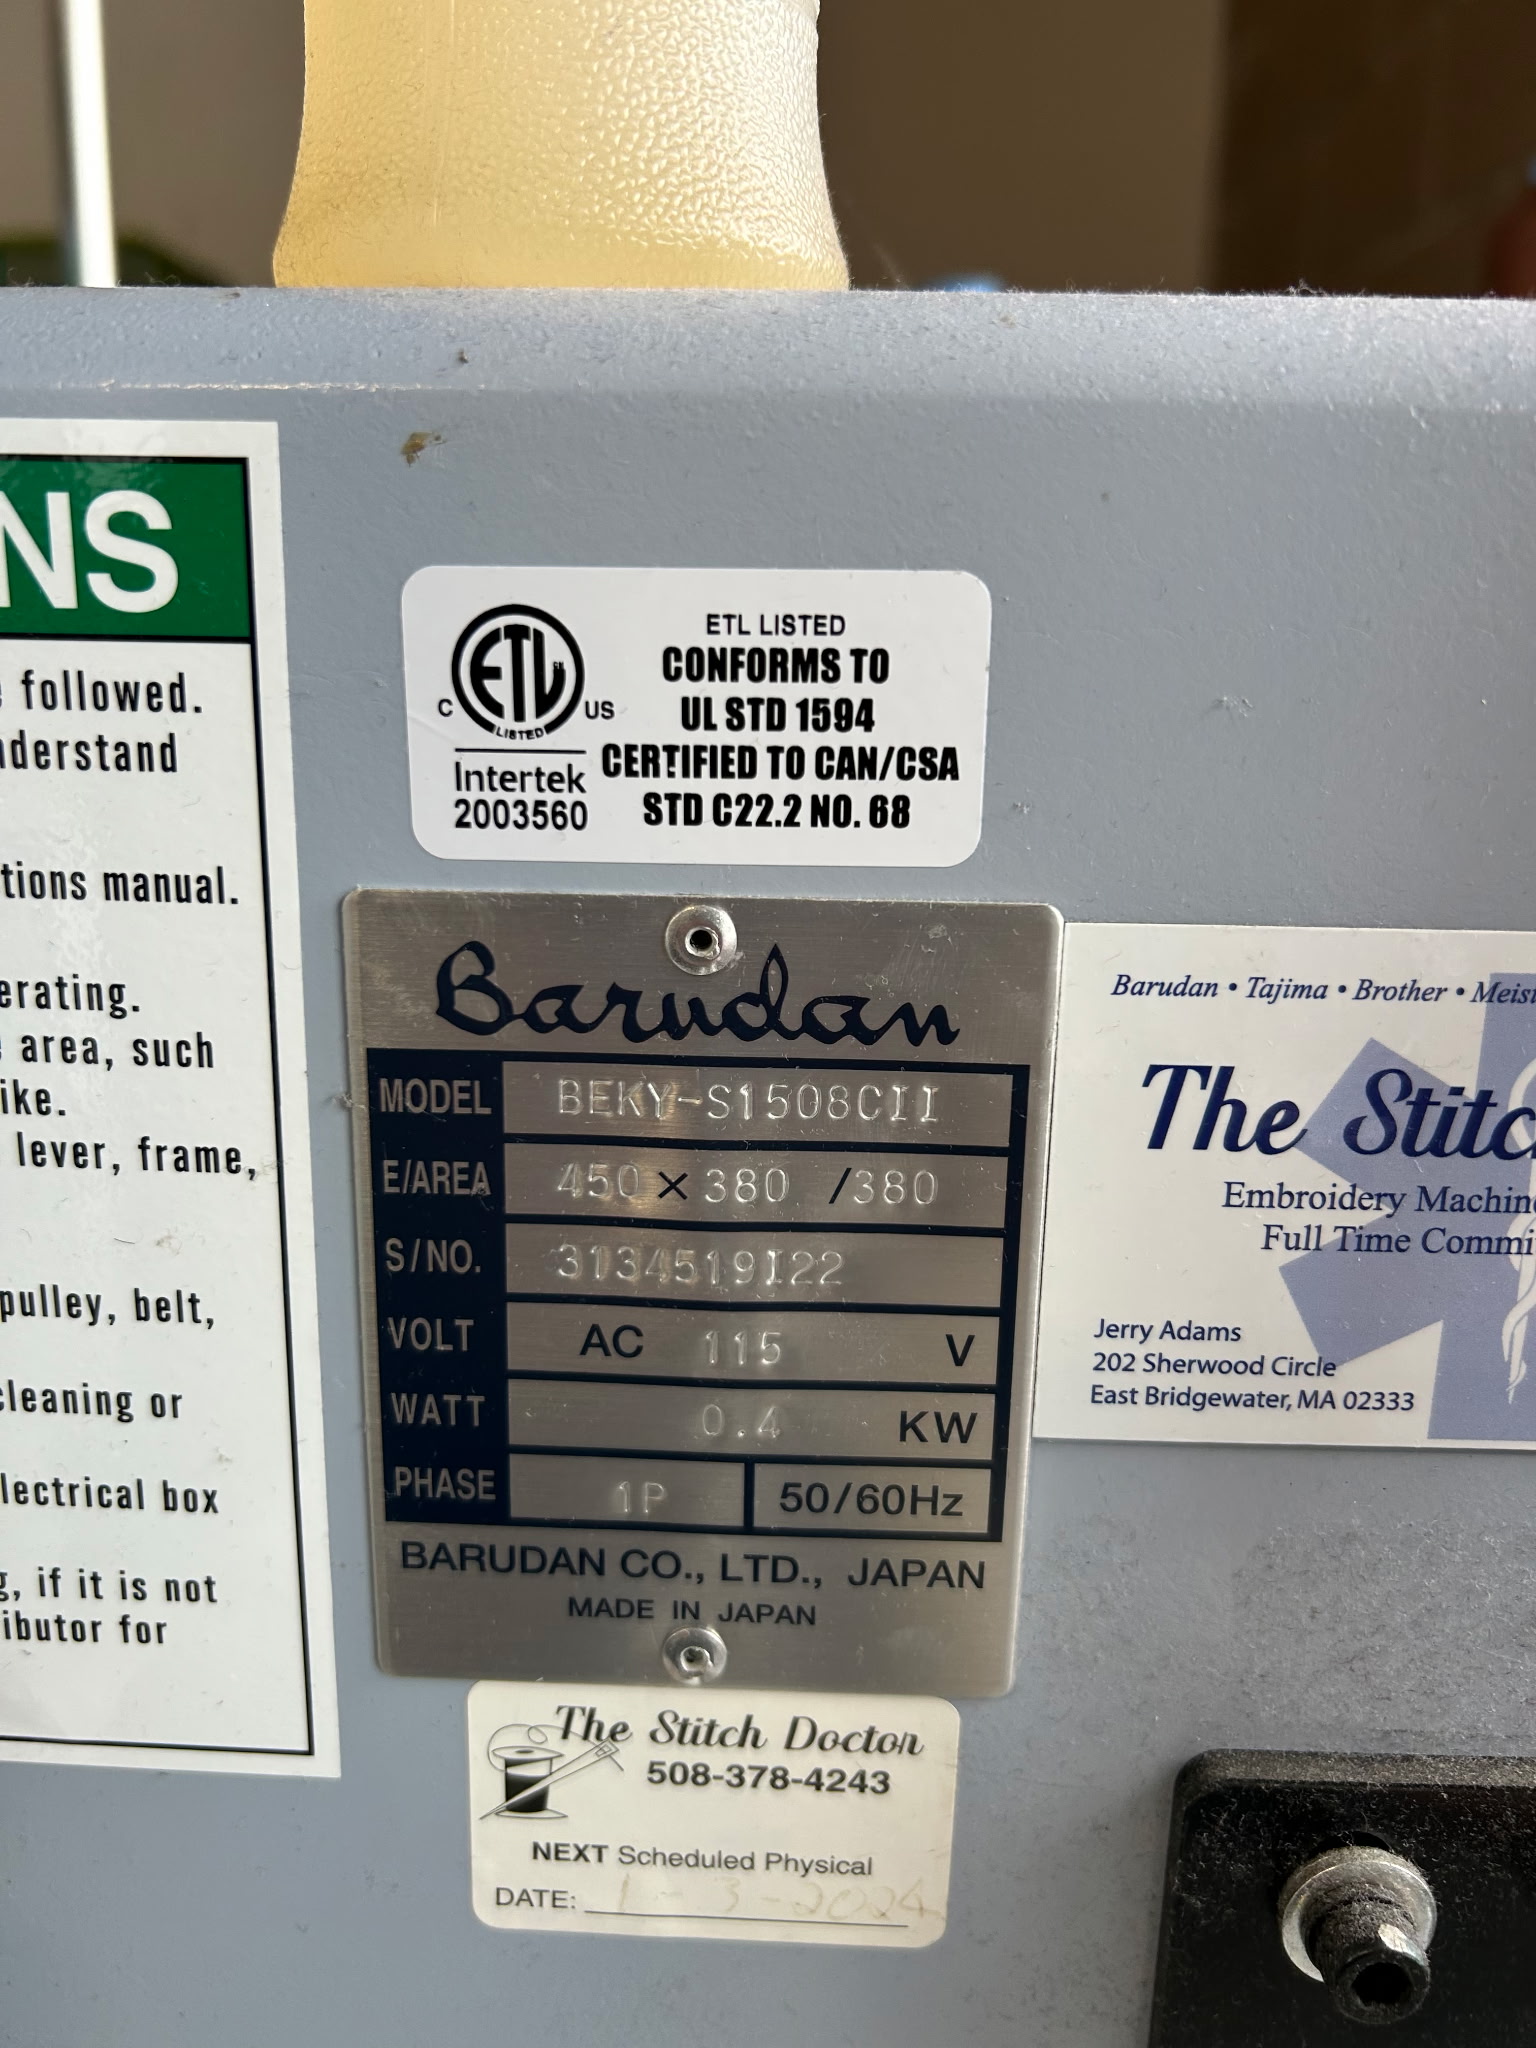 NS
followed.
nderstand
tions manual.
erating.
area, such
ike.
lever, frame,
pulley, belt,
cleaning or
lectrical box
g, if it is not
ributor for
ETL LISTED
CONFORMS TO
UL STD 1594
CERTIFIED TO CAN/CSA
STD C22.2 NO. 68
C ETL CM US
LISTED
Intertek
2003560
Barudan
MODEL BEKY-S1508CII
E/AREA 450 × 380 /380
S/NO. 3134519I22
VOLT AC 115 V
WATT 0.4 KW
PHASE 1P 50/60Hz
BARUDAN CO., LTD., JAPAN
MADE IN JAPAN
Barudan • Tajima • Brother • Meist
The Stitc
Embroidery Machine
Full Time Commi
Jerry Adams
202 Sherwood Circle
East Bridgewater, MA 02333
The Stitch Doctor
508-378-4243
NEXT Scheduled Physical
DATE: 1-3-2024